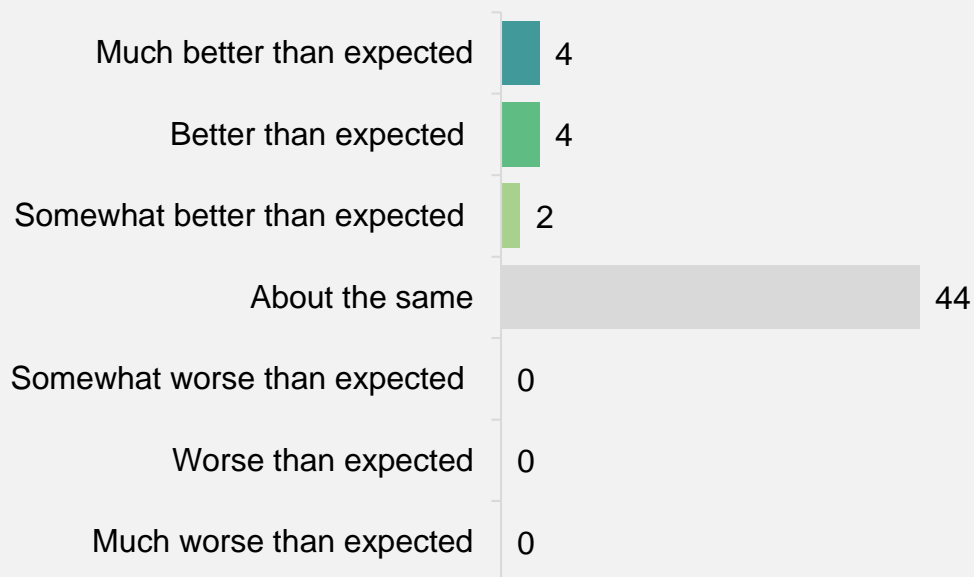 Much better than expected 4
Better than expected 4
Somewhat better than expected 2
About the same 44
Somewhat worse than expected 0
Worse than expected 0
Much worse than expected 0